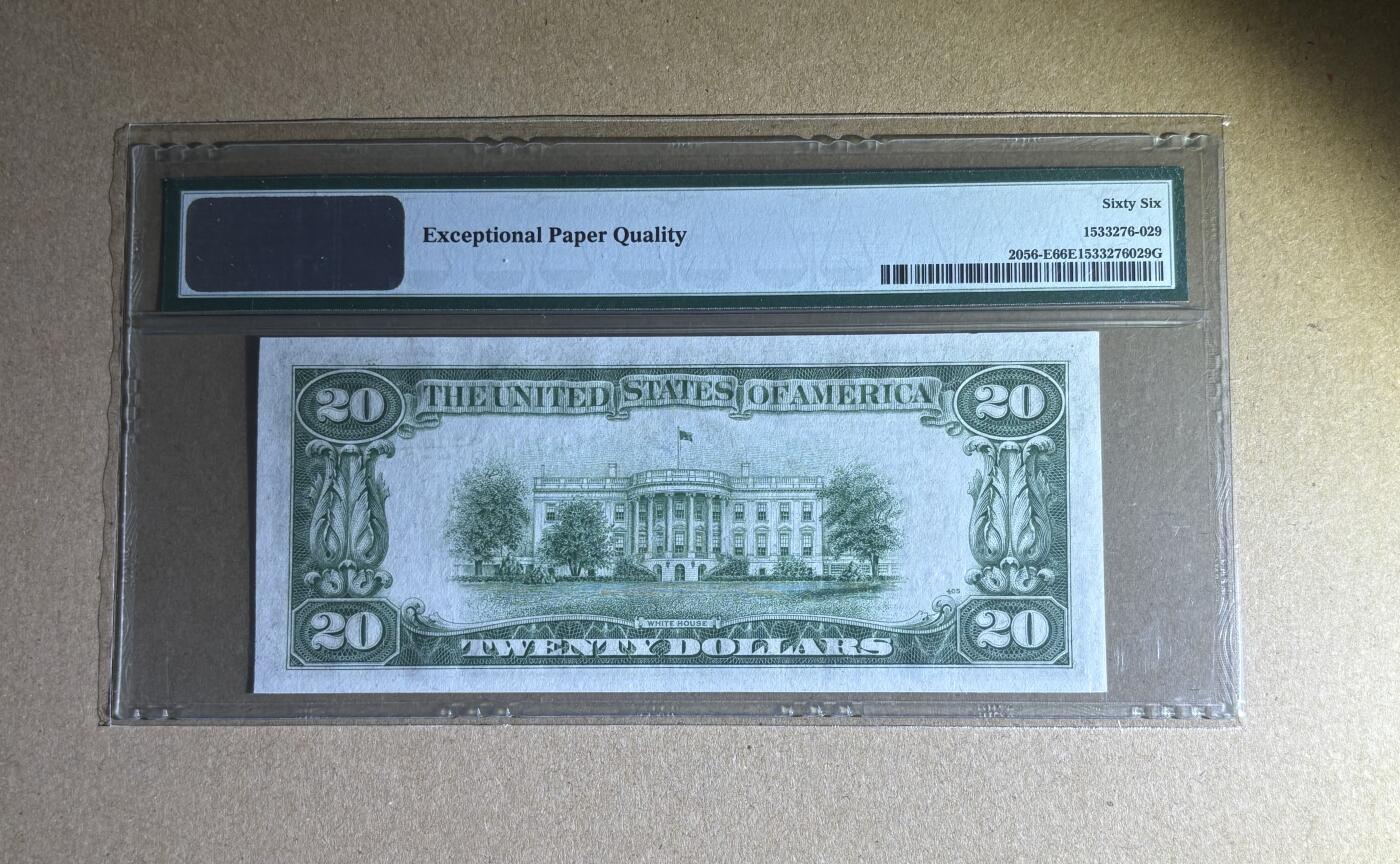 Sixty Six
Exceptional Paper Quality
1533276-029
2056-E66E1533276029G
20 THE UNITED STATES OF AMERICA 20
405
WHITE HOUSE
20 TWENTY DOLLARS 20